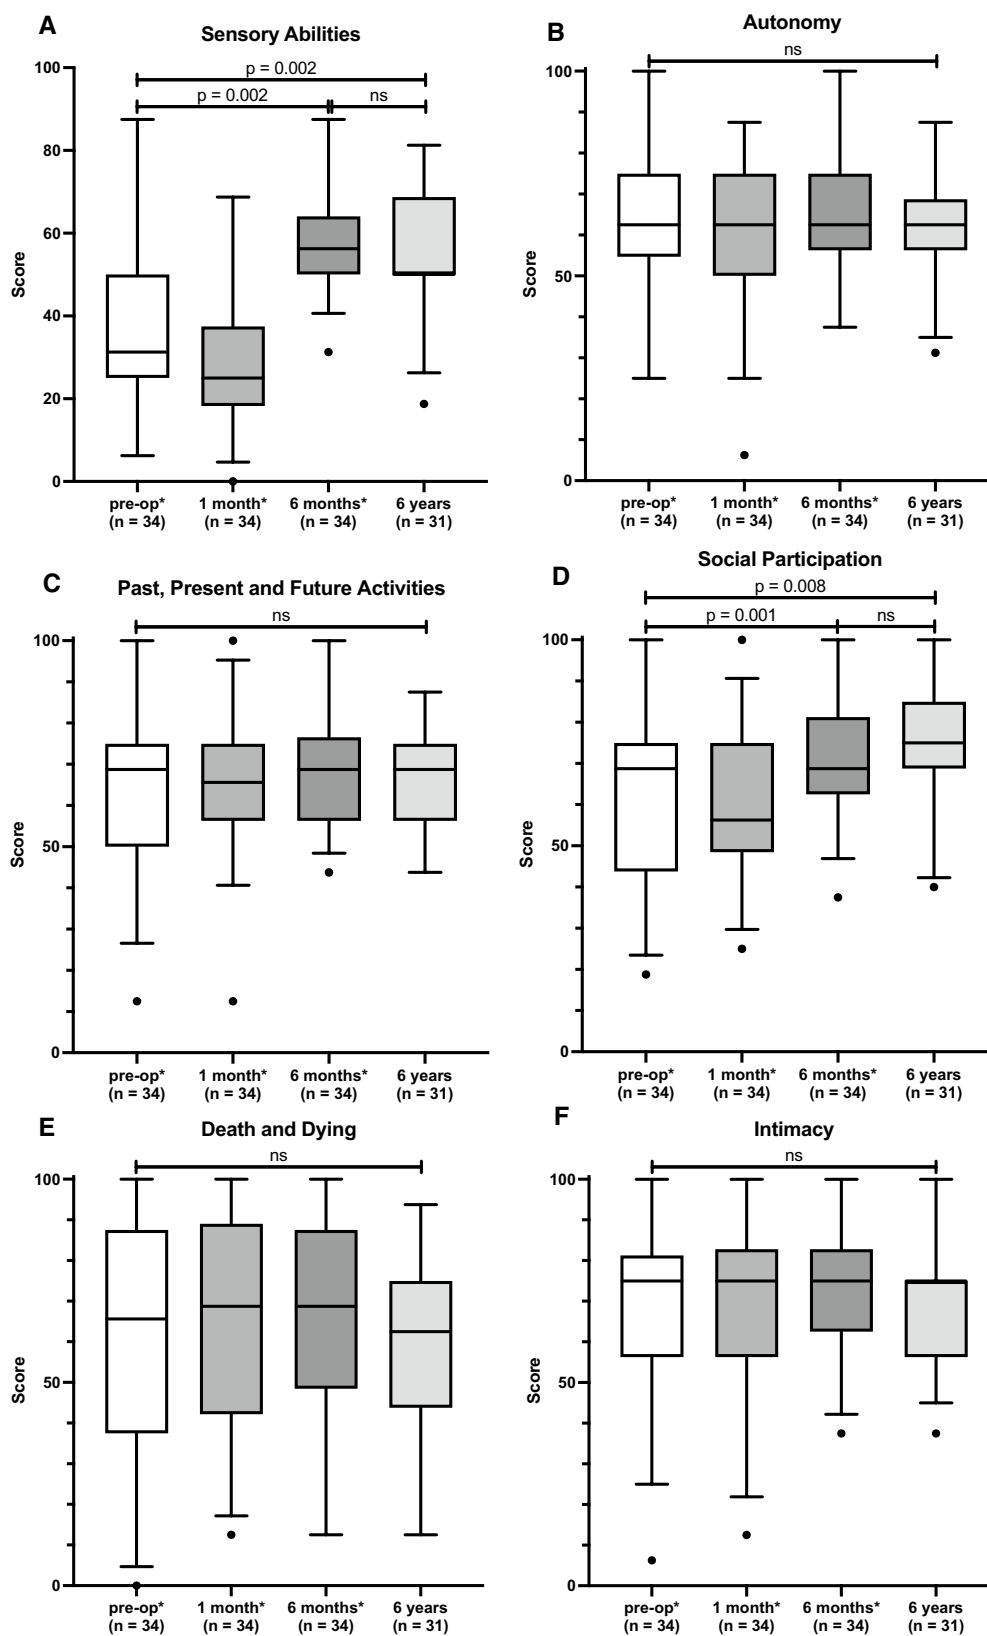 A
Sensory Abilities
p = 0.002
p = 0.002
ns
100
80
60
40
20
0
Score
pre-op*
(n = 34)
1 month*
(n = 34)
6 months*
(n = 34)
6 years
(n = 31)
B
Autonomy
ns
100
50
0
Score
pre-op*
(n = 34)
1 month*
(n = 34)
6 months*
(n = 34)
6 years
(n = 31)
C
Past, Present and Future Activities
ns
100
50
0
Score
pre-op*
(n = 34)
1 month*
(n = 34)
6 months*
(n = 34)
6 years
(n = 31)
D
Social Participation
p = 0.008
p = 0.001
ns
100
50
0
Score
pre-op*
(n = 34)
1 month*
(n = 34)
6 months*
(n = 34)
6 years
(n = 31)
E
Death and Dying
ns
100
50
0
Score
pre-op*
(n = 34)
1 month*
(n = 34)
6 months*
(n = 34)
6 years
(n = 31)
F
Intimacy
ns
100
50
0
Score
pre-op*
(n = 34)
1 month*
(n = 34)
6 months*
(n = 34)
6 years
(n = 31)